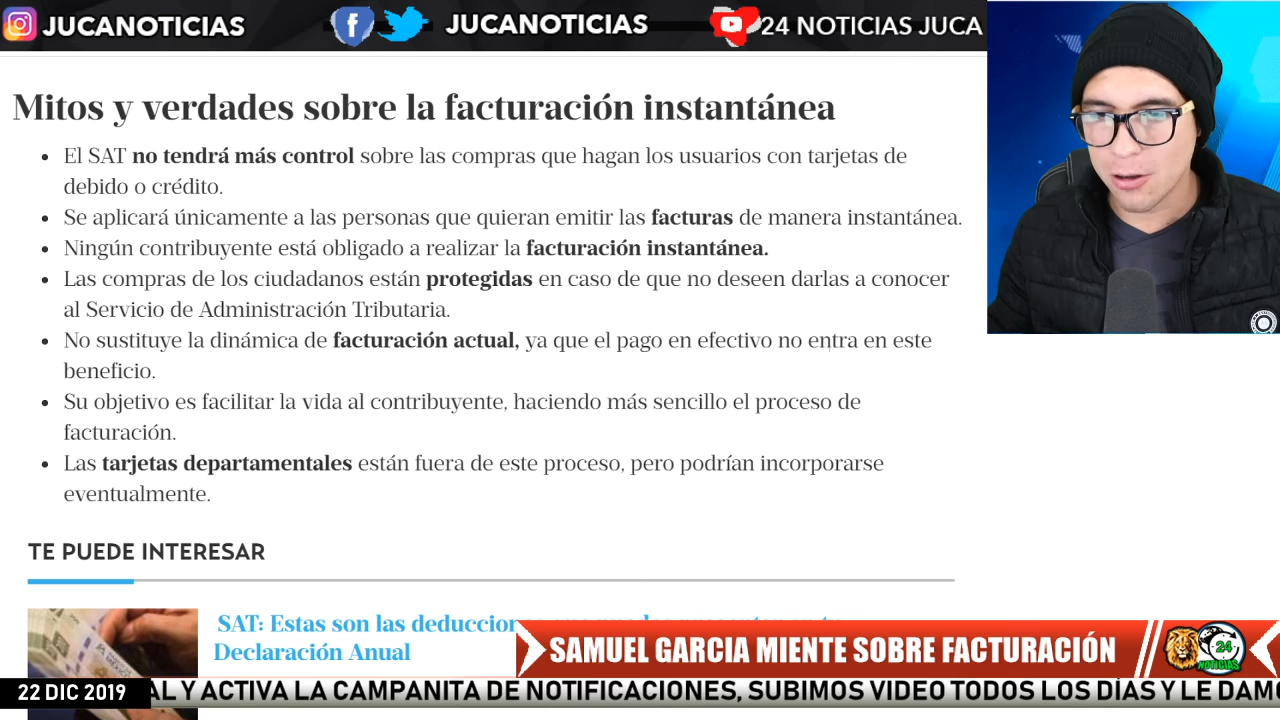 JUCANOTICIAS
JUCANOTICIAS
24 NOTICIAS JUCA
Mitos y verdades sobre la facturación instantánea
El SAT no tendrá más control sobre las compras que hagan los usuarios con tarjetas de
debido o crédito.
Se aplicará únicamente a las personas que quieran emitir las facturas de manera instantánea.
Ningún contribuyente está obligado a realizar la facturación instantánea.
Las compras de los ciudadanos están protegidas en caso de que no deseen darlas a conocer
al Servicio de Administración Tributaria.
No sustituye la dinámica de facturación actual, ya que el pago en efectivo no entra en este
beneficio.
Su objetivo es facilitar la vida al contribuyente, haciendo más sencillo el proceso de
facturación.
Las tarjetas departamentales están fuera de este proceso, pero podrían incorporarse
eventualmente.
TE PUEDE INTERESAR
SAT: Estas son las
Declaración Anual
SAMUEL GARCIA MIENTE SOBRE FACTURACIÓN
24
NOTICIAS
22 DIC 2019
AL Y ACTIVA LA CAMPANITA DE NOTIFICACIONES, SUBIMOS VIDEO TODOS LOS DÍAS Y LE DAM